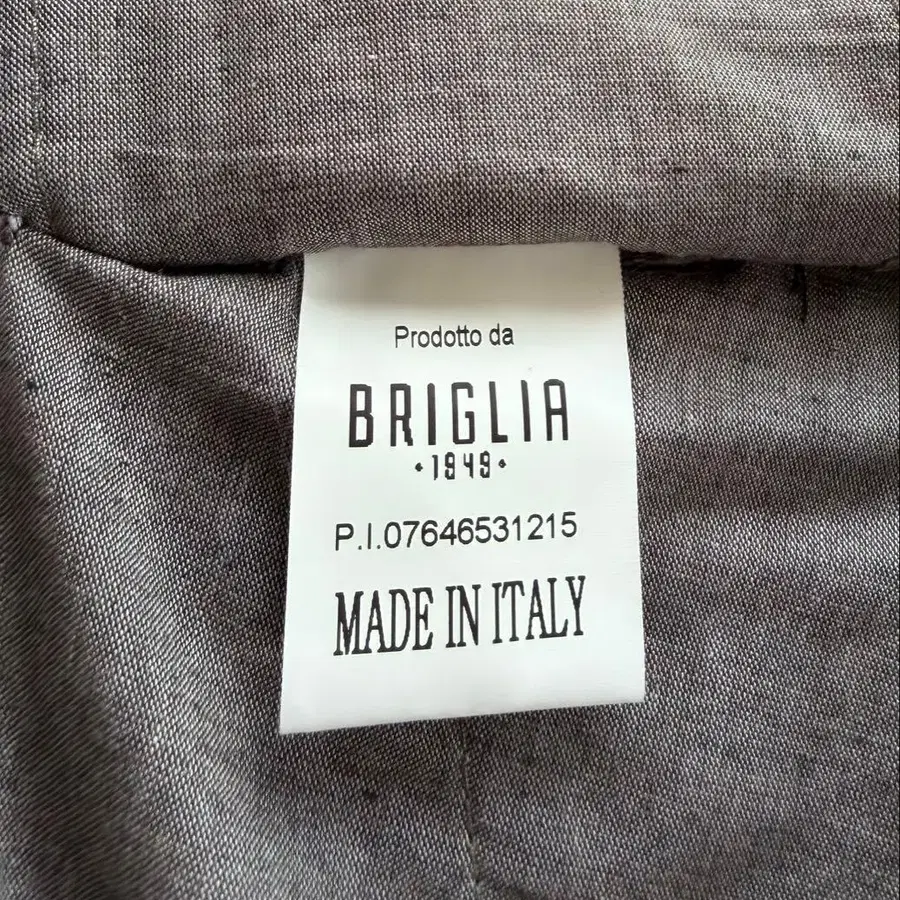 Prodotto da
BRIGLIA
•1949•
P.I.07646531215
MADE IN ITALY